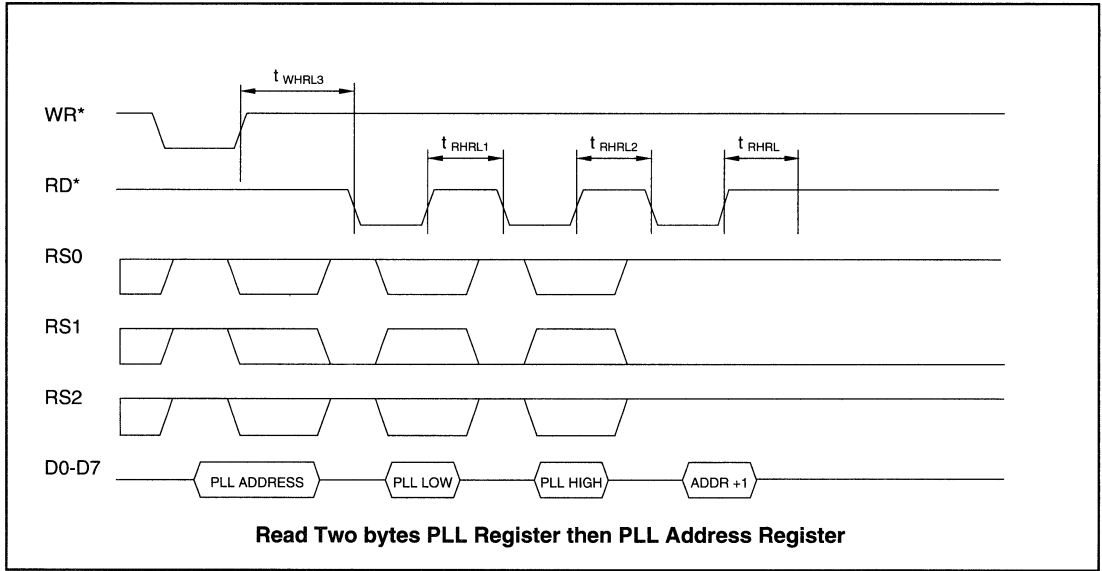 t WHRL3
WR*
t RHRL1
t RHRL2
t RHRL
RD*
RS0
RS1
RS2
D0-D7
PLL ADDRESS
PLL LOW
PLL HIGH
ADDR +1
Read Two bytes PLL Register then PLL Address Register